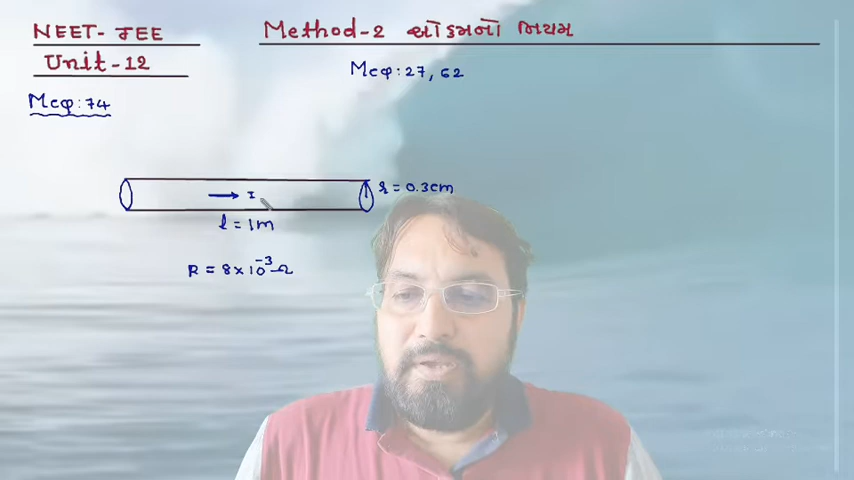 NEET- JEE
Method-2 ઓહમનો નિયમ
Unit-12
Mcq: 27, 62
Mcq: 74
→ I
r = 0.3cm
l = 1m
R = 8 × 10⁻³ Ω